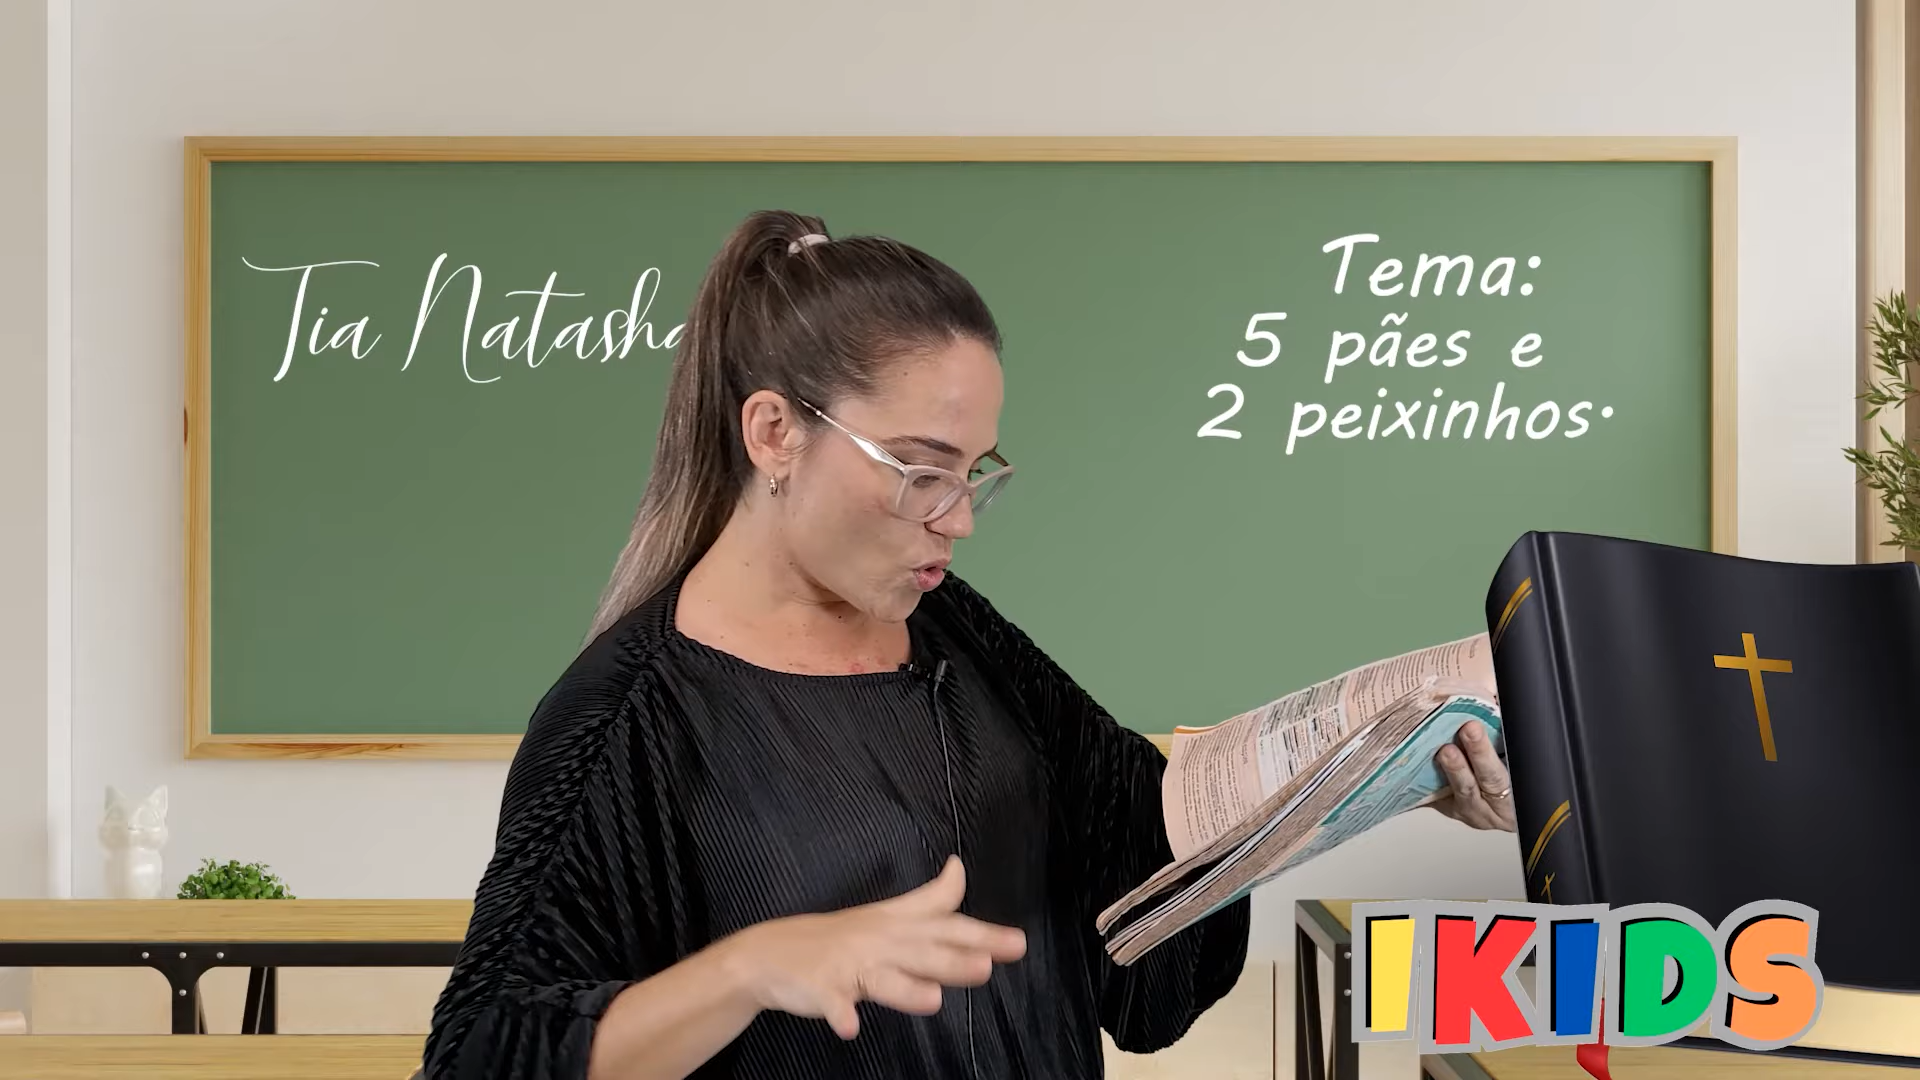 Tia Natasha
Tema:
5 pães e
2 peixinhos.
IKIDS